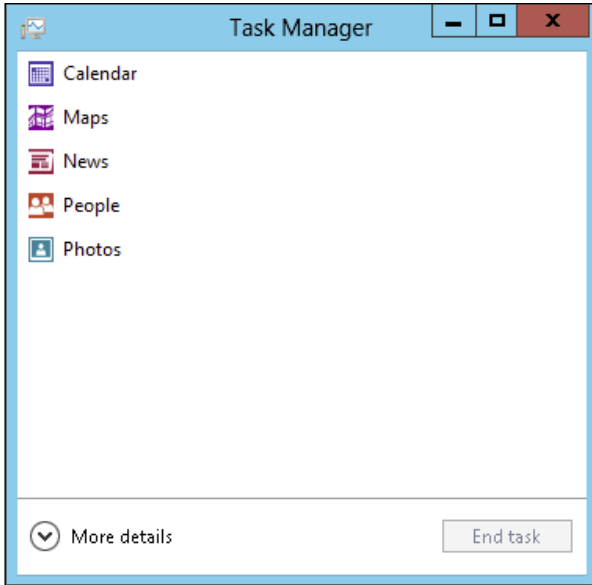 Task Manager
Calendar
Maps
News
People
Photos
More details
End task